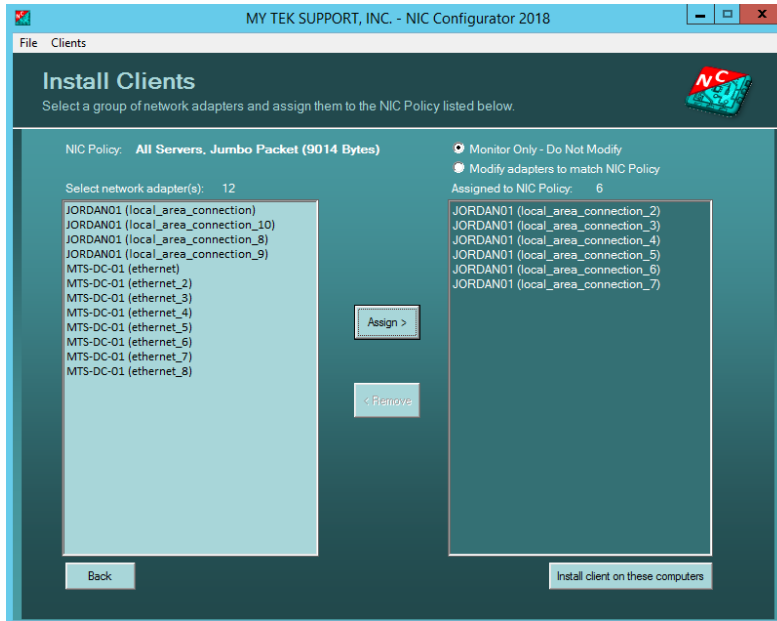 MY TEK SUPPORT, INC. - NIC Configurator 2018
File Clients
Install Clients
Select a group of network adapters and assign them to the NIC Policy listed below.
NC
NIC Policy: All Servers, Jumbo Packet (9014 Bytes)
Monitor Only - Do Not Modify
Modify adapters to match NIC Policy
Select network adapter(s): 12
JORDAN01 (local_area_connection)
JORDAN01 (local_area_connection_10)
JORDAN01 (local_area_connection_8)
JORDAN01 (local_area_connection_9)
MTS-DC-01 (ethernet)
MTS-DC-01 (ethernet_2)
MTS-DC-01 (ethernet_3)
MTS-DC-01 (ethernet_4)
MTS-DC-01 (ethernet_5)
MTS-DC-01 (ethernet_6)
MTS-DC-01 (ethernet_7)
MTS-DC-01 (ethernet_8)
Assign >
< Remove
Assigned to NIC Policy: 6
JORDAN01 (local_area_connection_2)
JORDAN01 (local_area_connection_3)
JORDAN01 (local_area_connection_4)
JORDAN01 (local_area_connection_5)
JORDAN01 (local_area_connection_6)
JORDAN01 (local_area_connection_7)
Back
Install client on these computers